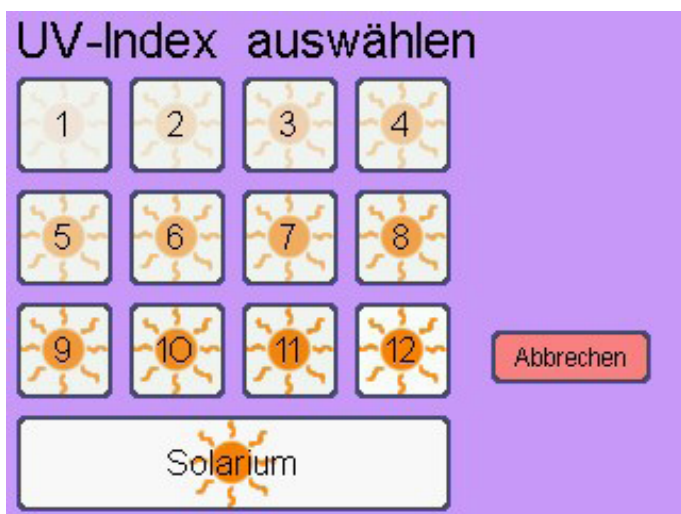 UV-Index auswählen
1 2 3 4
5 6 7 8
9 10 11 12
Abbrechen
Solarium